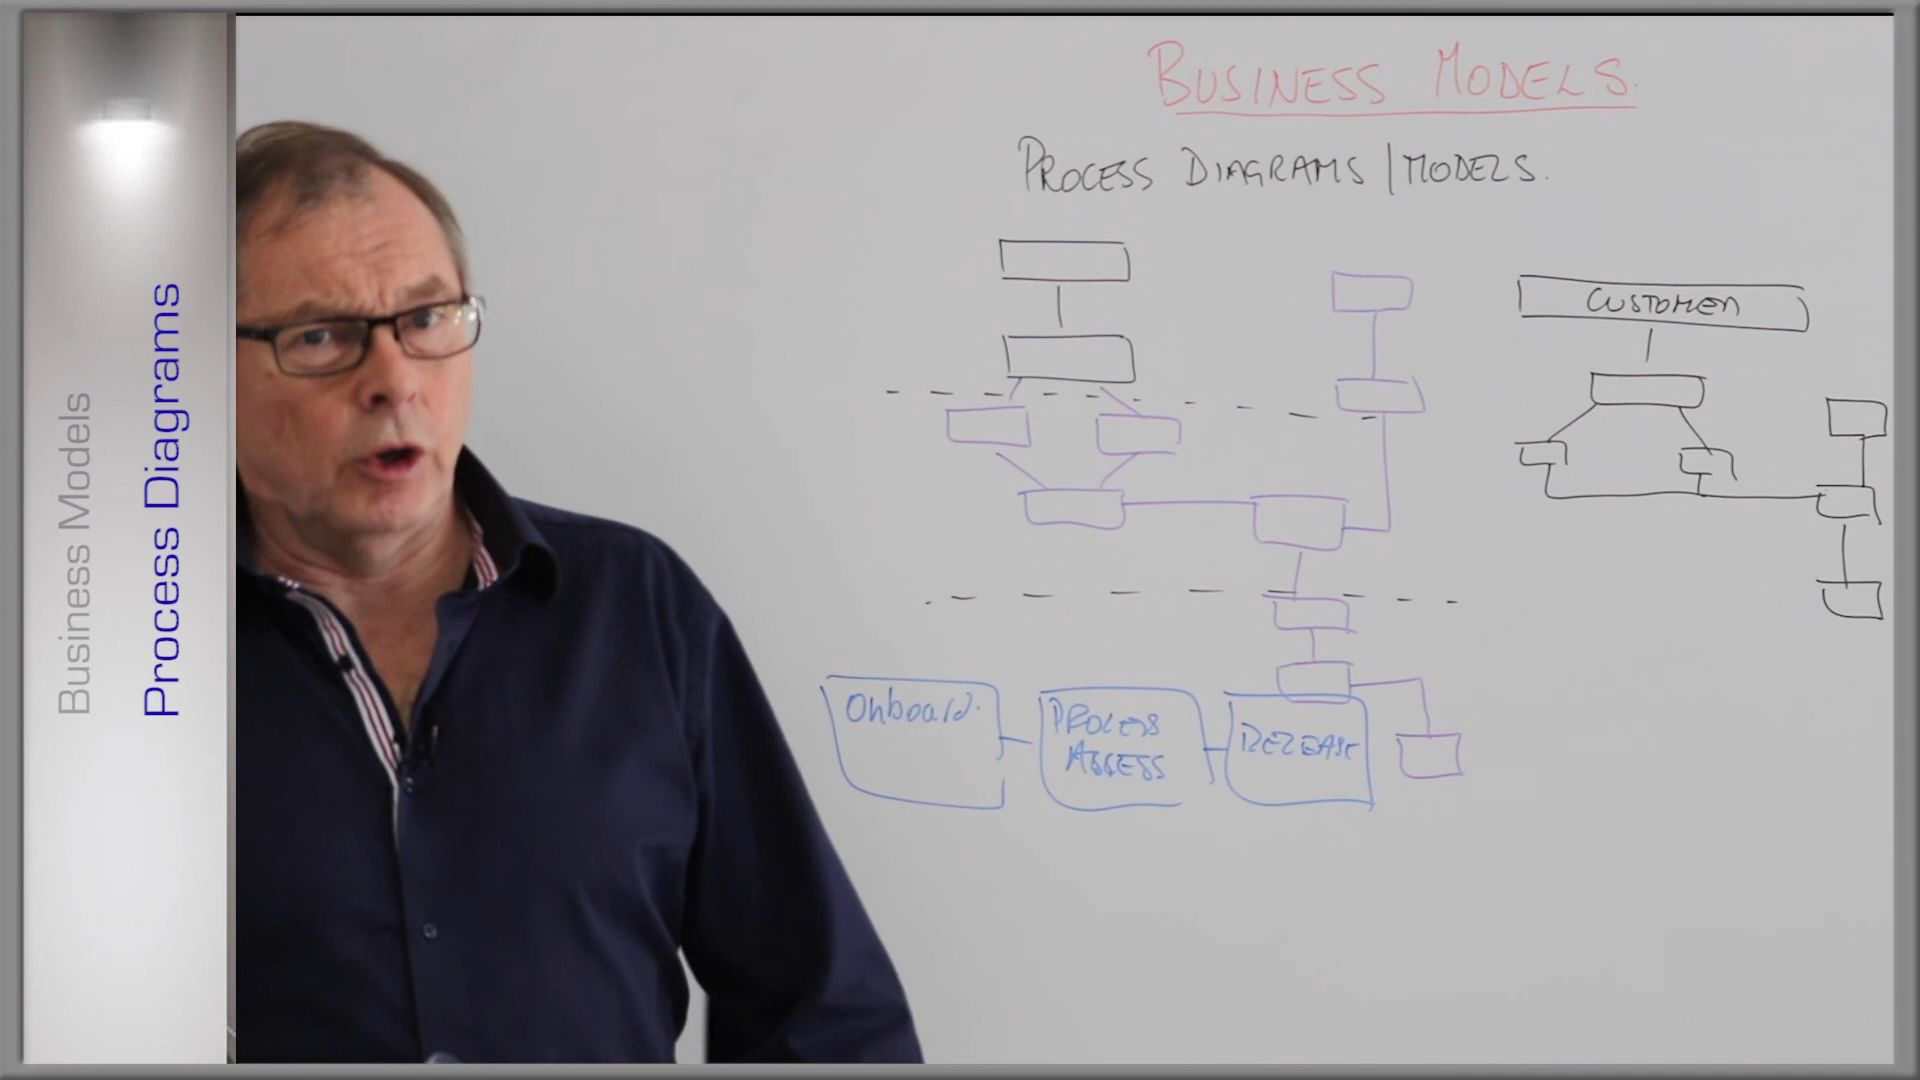 Business Models
Process Diagrams
BUSINESS MODELS.
PROCESS DIAGRAMS | MODELS.
CUSTOMER
Onboard.
PROCESS
ASSESS
RELEASE